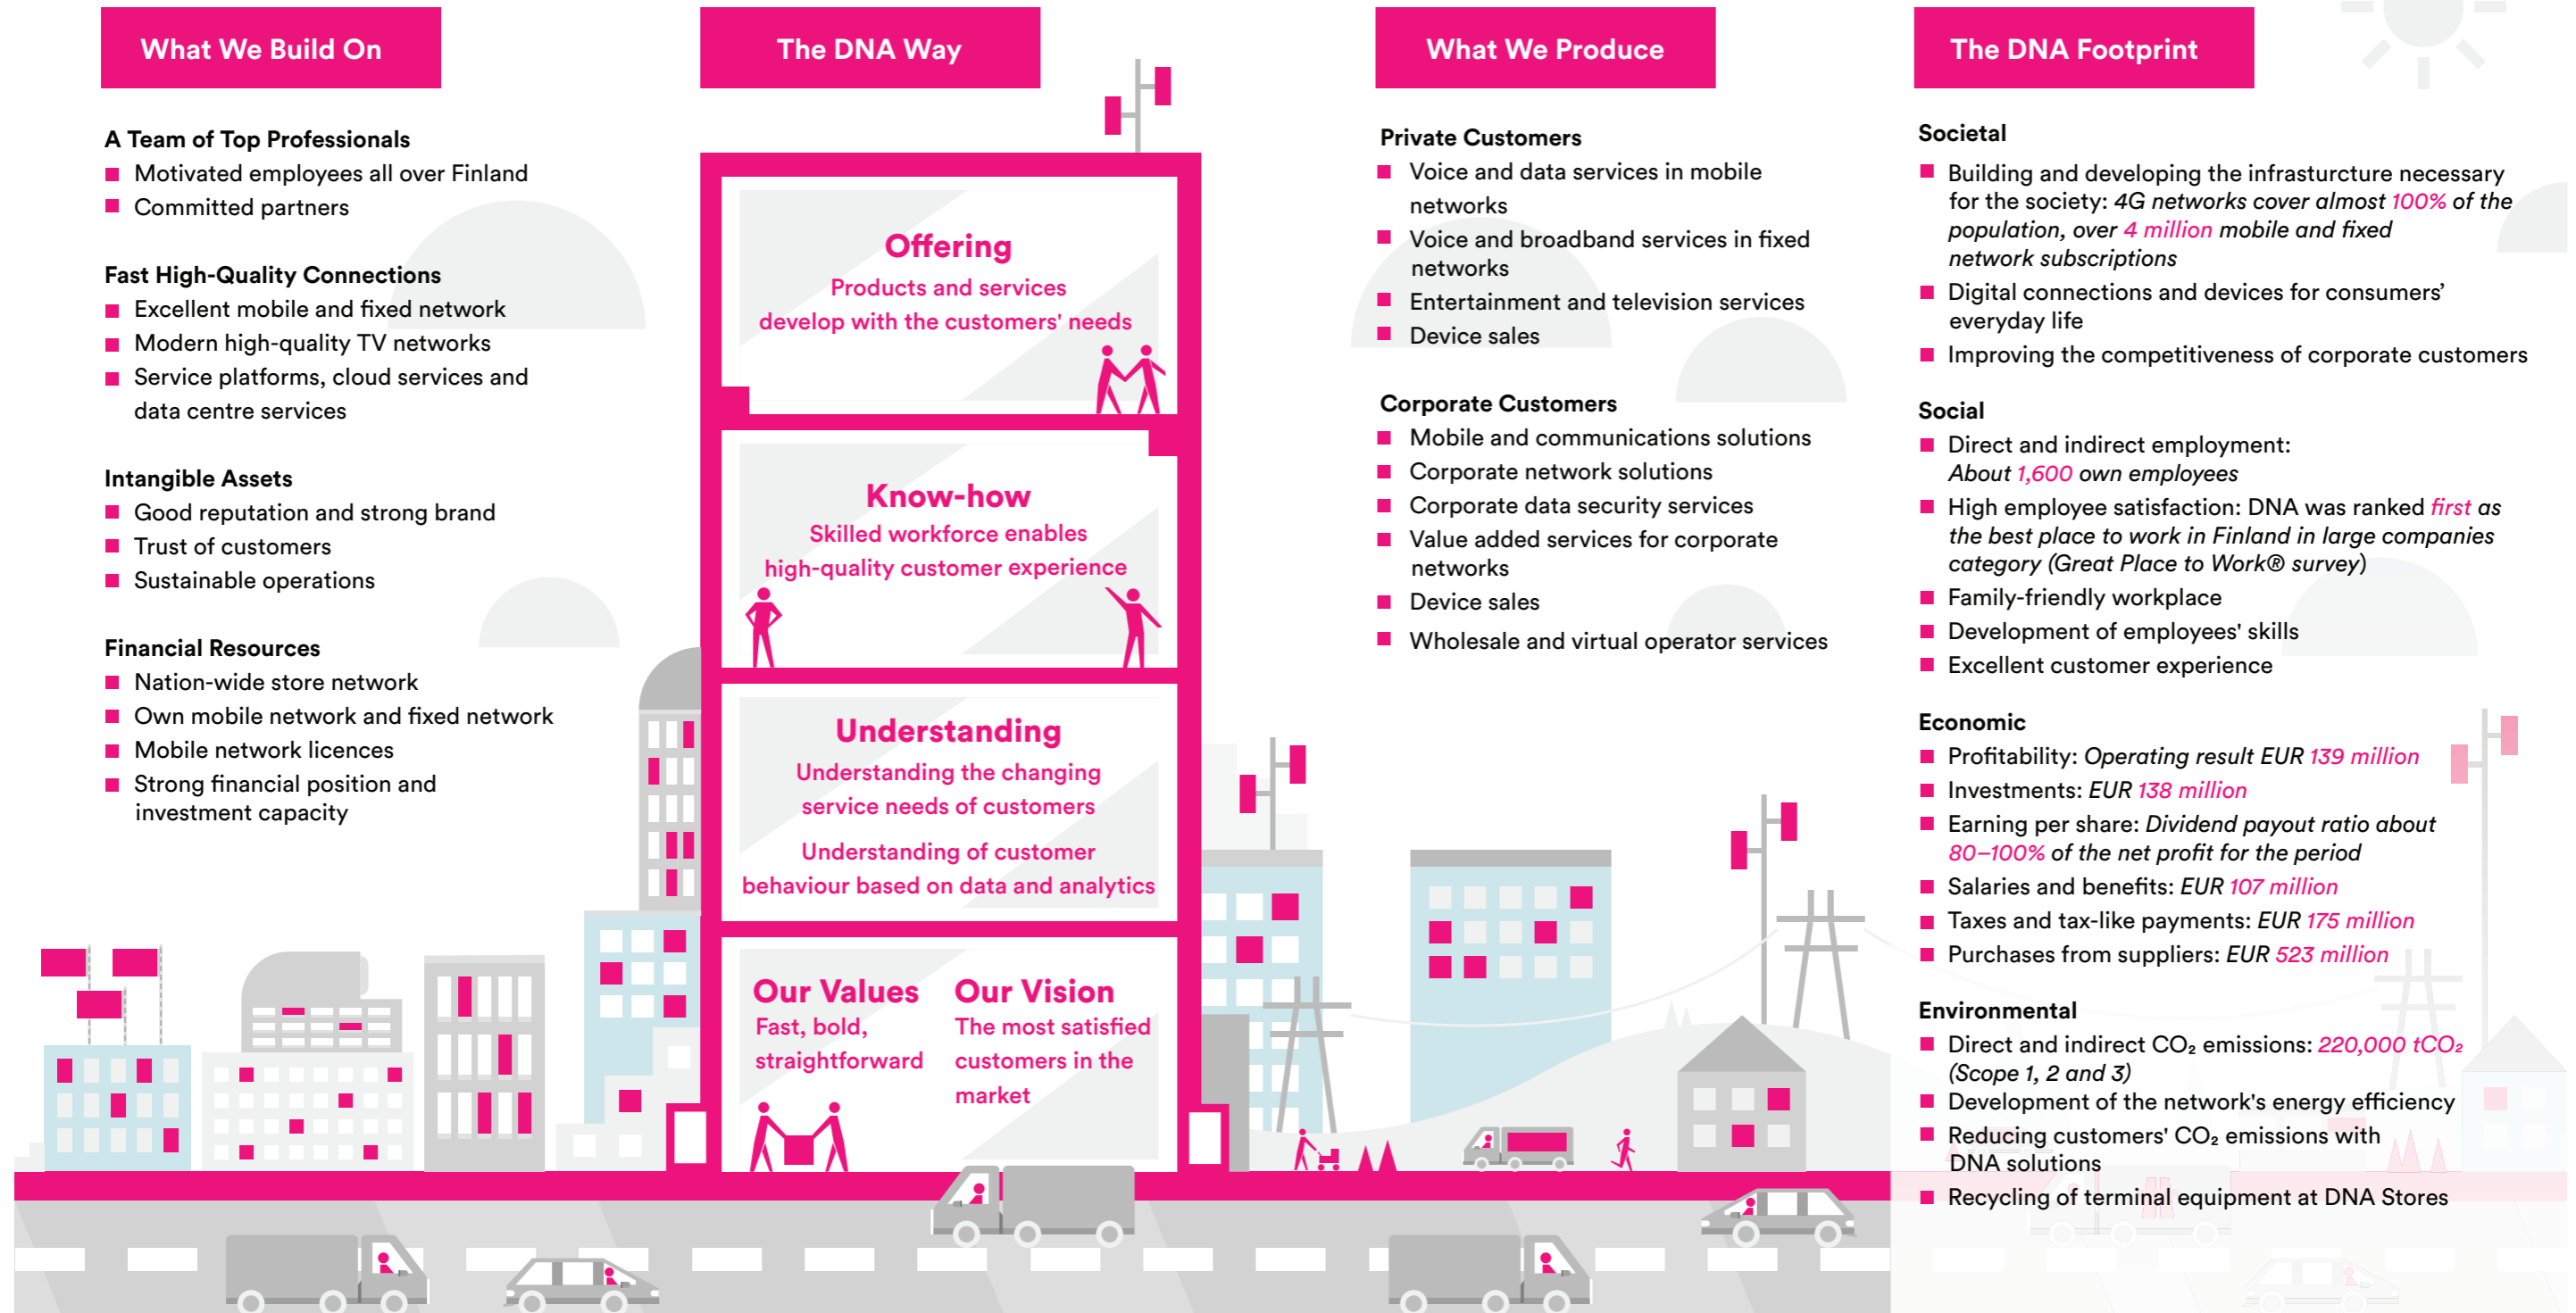 What We Build On
A Team of Top Professionals
Motivated employees all over Finland
Committed partners
Fast High-Quality Connections
Excellent mobile and fixed network
Modern high-quality TV networks
Service platforms, cloud services and
data centre services
Intangible Assets
Good reputation and strong brand
Trust of customers
Sustainable operations
Financial Resources
Nation-wide store network
Own mobile network and fixed network
Mobile network licences
Strong financial position and
investment capacity
The DNA Way
Offering
Products and services
develop with the customers' needs
Know-how
Skilled workforce enables
high-quality customer experience
Understanding
Understanding the changing
service needs of customers
Understanding of customer
behaviour based on data and analytics
Our Values
Fast, bold,
straightforward
Our Vision
The most satisfied
customers in the
market
What We Produce
Private Customers
Voice and data services in mobile
networks
Voice and broadband services in fixed
networks
Entertainment and television services
Device sales
Corporate Customers
Mobile and communications solutions
Corporate network solutions
Corporate data security services
Value added services for corporate
networks
Device sales
Wholesale and virtual operator services
The DNA Footprint
Societal
Building and developing the infrasturcture necessary
for the society: 4G networks cover almost 100% of the
population, over 4 million mobile and fixed
network subscriptions
Digital connections and devices for consumers’
everyday life
Improving the competitiveness of corporate customers
Social
Direct and indirect employment:
About 1,600 own employees
High employee satisfaction: DNA was ranked first as
the best place to work in Finland in large companies
category (Great Place to Work® survey)
Family-friendly workplace
Development of employees' skills
Excellent customer experience
Economic
Profitability: Operating result EUR 139 million
Investments: EUR 138 million
Earning per share: Dividend payout ratio about
80–100% of the net profit for the period
Salaries and benefits: EUR 107 million
Taxes and tax-like payments: EUR 175 million
Purchases from suppliers: EUR 523 million
Environmental
Direct and indirect CO₂ emissions: 220,000 tCO₂
(Scope 1, 2 and 3)
Development of the network's energy efficiency
Reducing customers' CO₂ emissions with
DNA solutions
Recycling of terminal equipment at DNA Stores